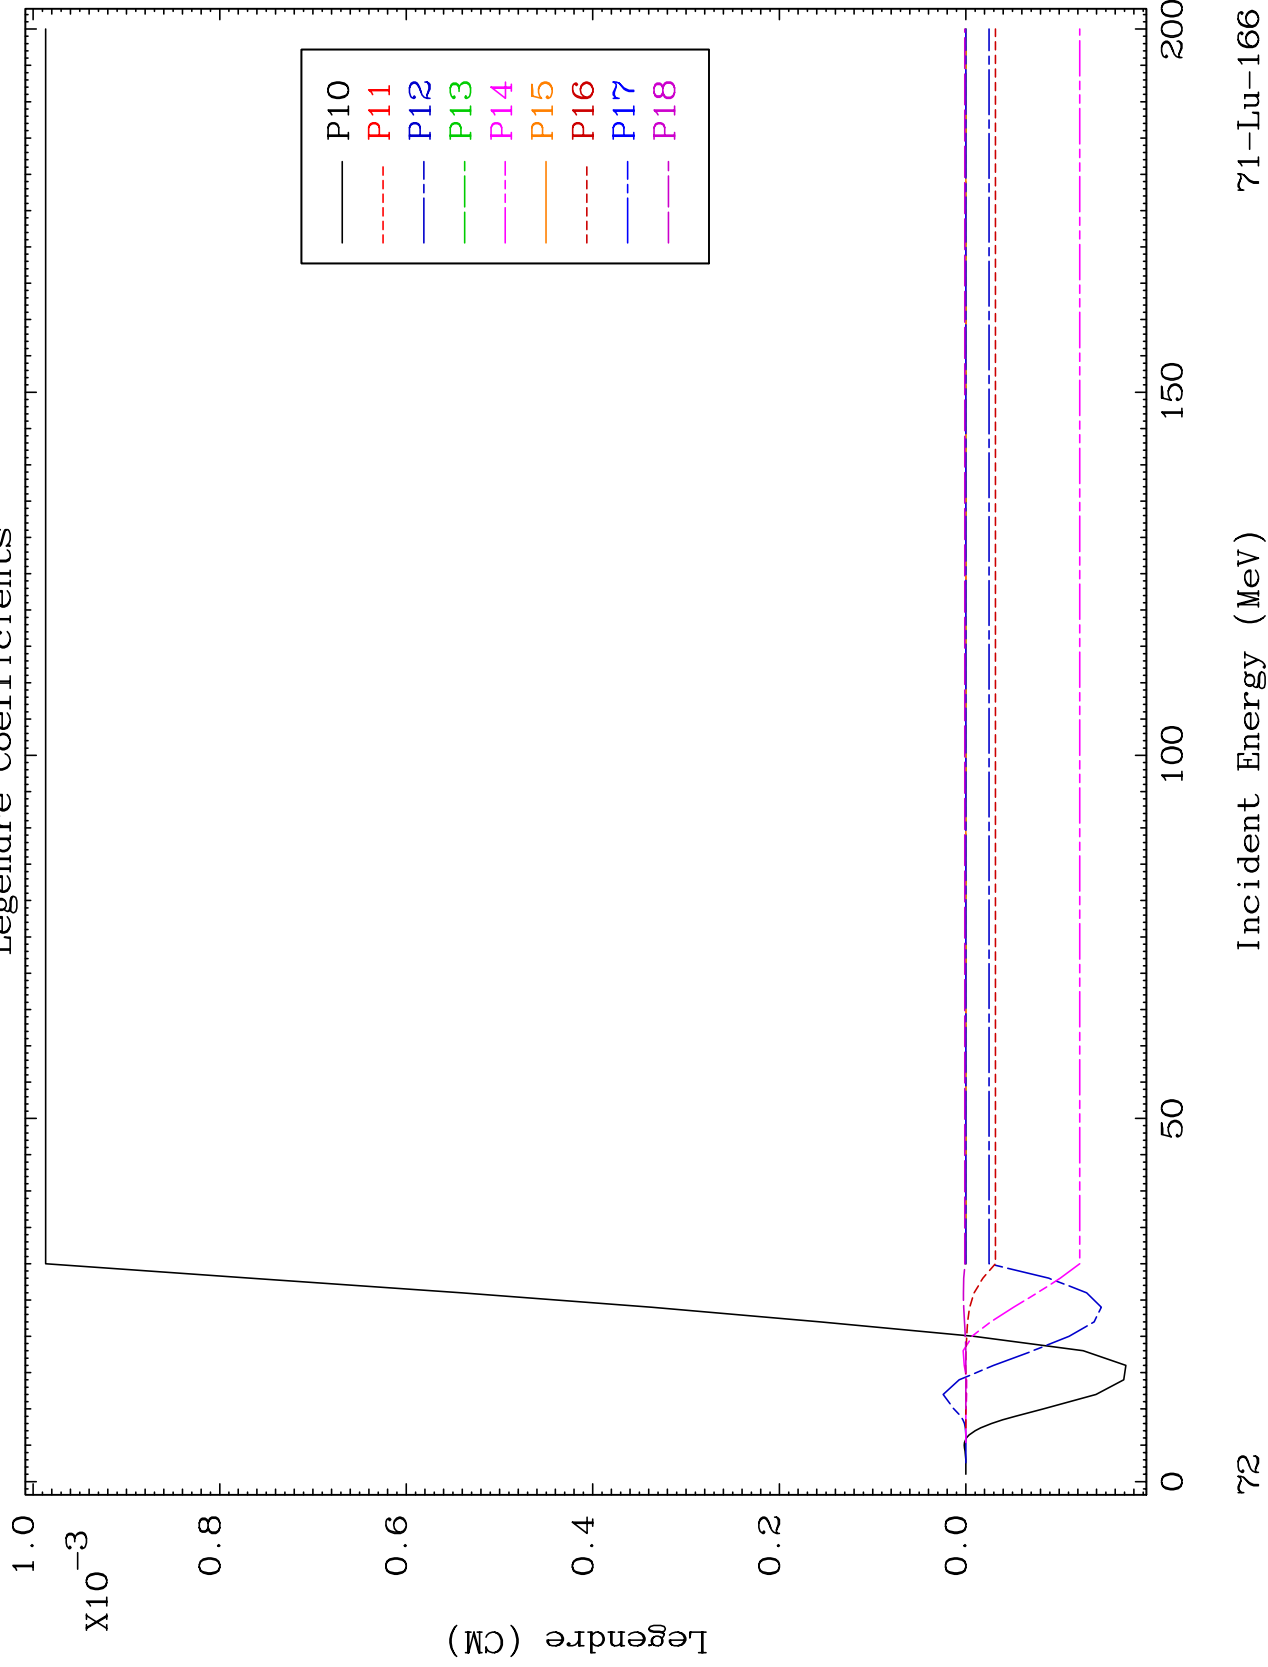 Legendre Coefficients
1.0
X10-3
0.8
0.6
0.4
0.2
0.0
Legendre (CM)
P10
P11
P12
P13
P14
P15
P16
P17
P18
0
50
100
150
200
72
Incident Energy (MeV)
71-Lu-166